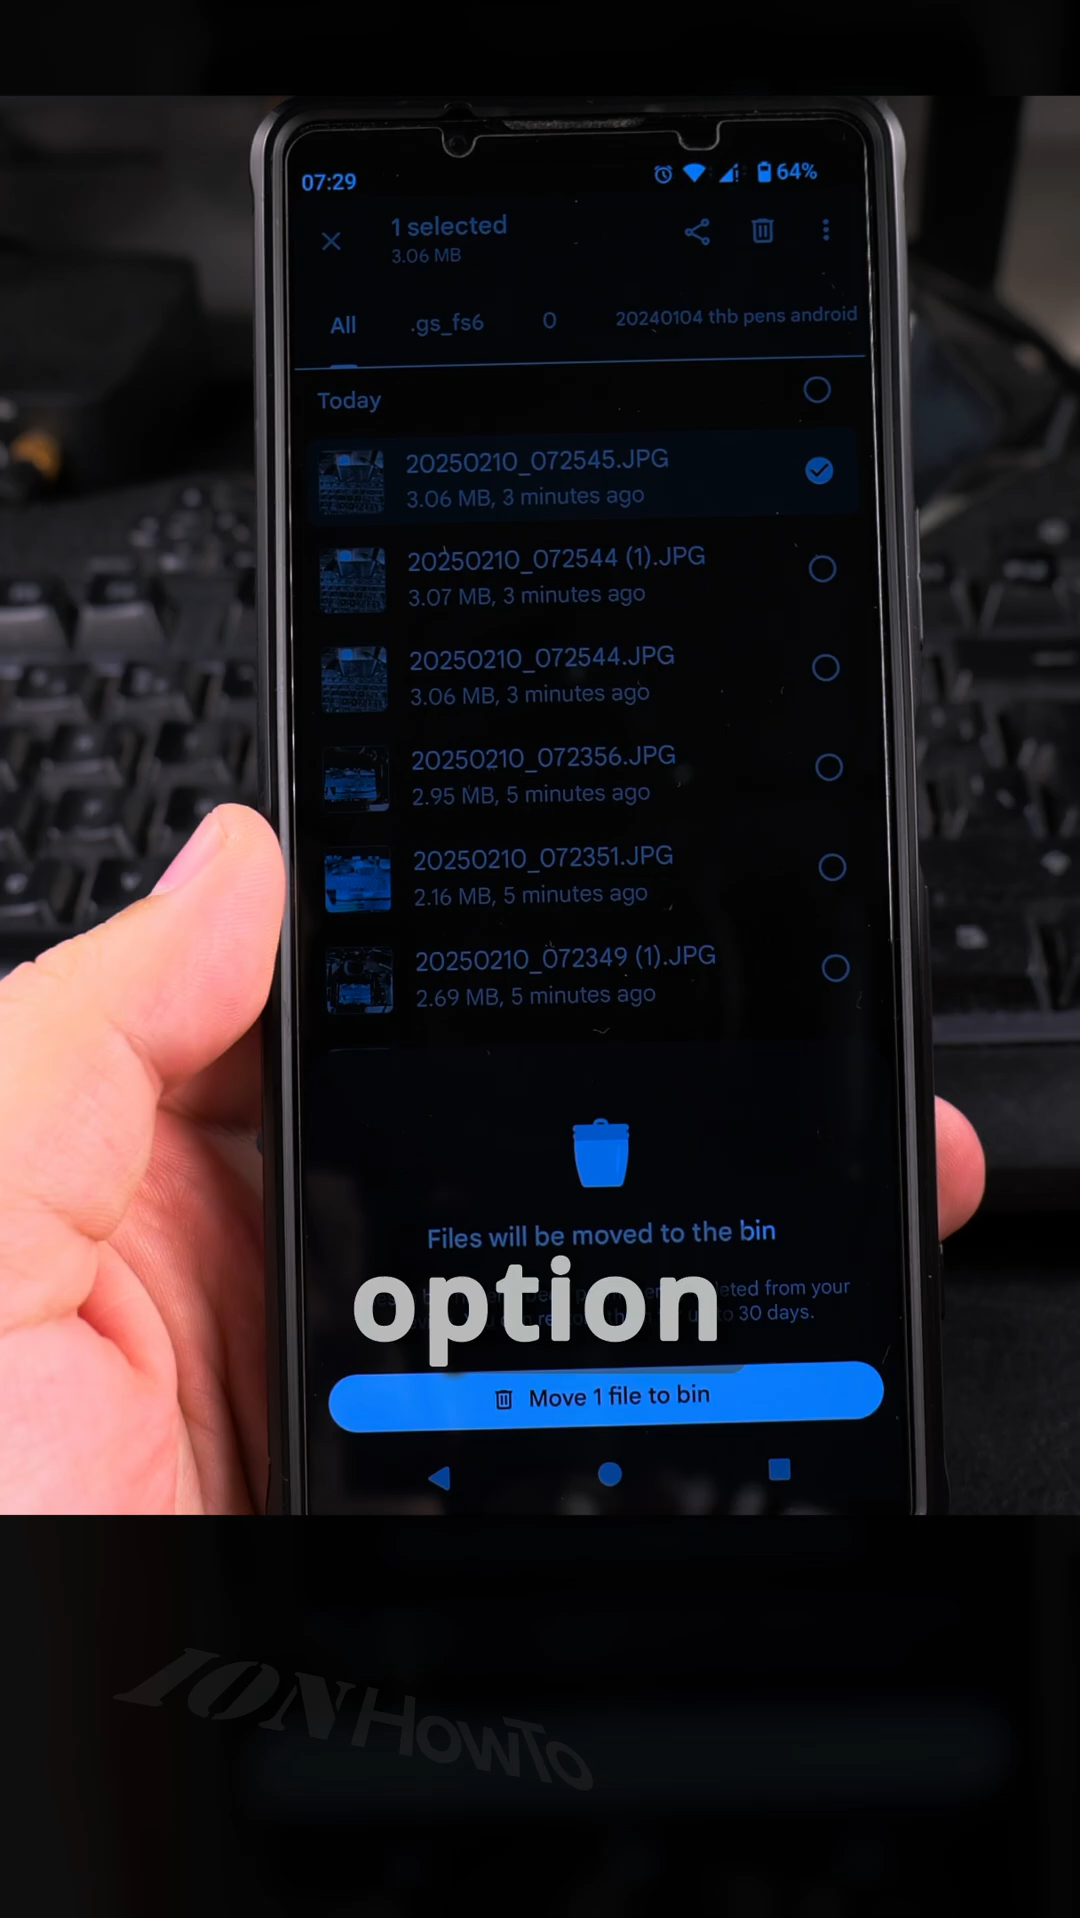 07:29
64%
1 selected
3.06 MB
All
.gs_fs6
0
20240104 thb pens android
Today
20250210_072545.JPG
3.06 MB, 3 minutes ago
20250210_072544 (1).JPG
3.07 MB, 3 minutes ago
20250210_072544.JPG
3.06 MB, 3 minutes ago
20250210_072356.JPG
2.95 MB, 5 minutes ago
20250210_072351.JPG
2.16 MB, 5 minutes ago
20250210_072349 (1).JPG
2.69 MB, 5 minutes ago
Files will be moved to the bin
from your
30 days.
option
Move 1 file to bin
IONHowTo